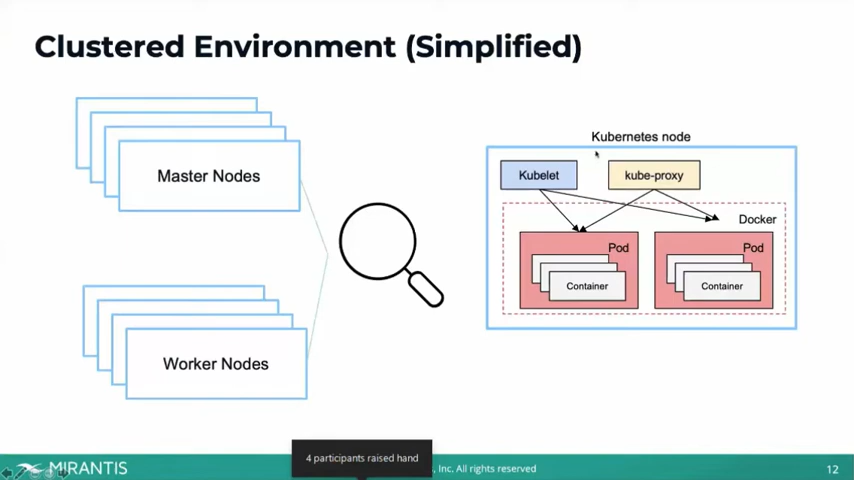 Clustered Environment (Simplified)
Master Nodes
Worker Nodes
Kubernetes node
Kubelet
kube-proxy
Docker
Pod
Container
Pod
Container
4 participants raised hand
MIRANTIS
, Inc. All rights reserved
12